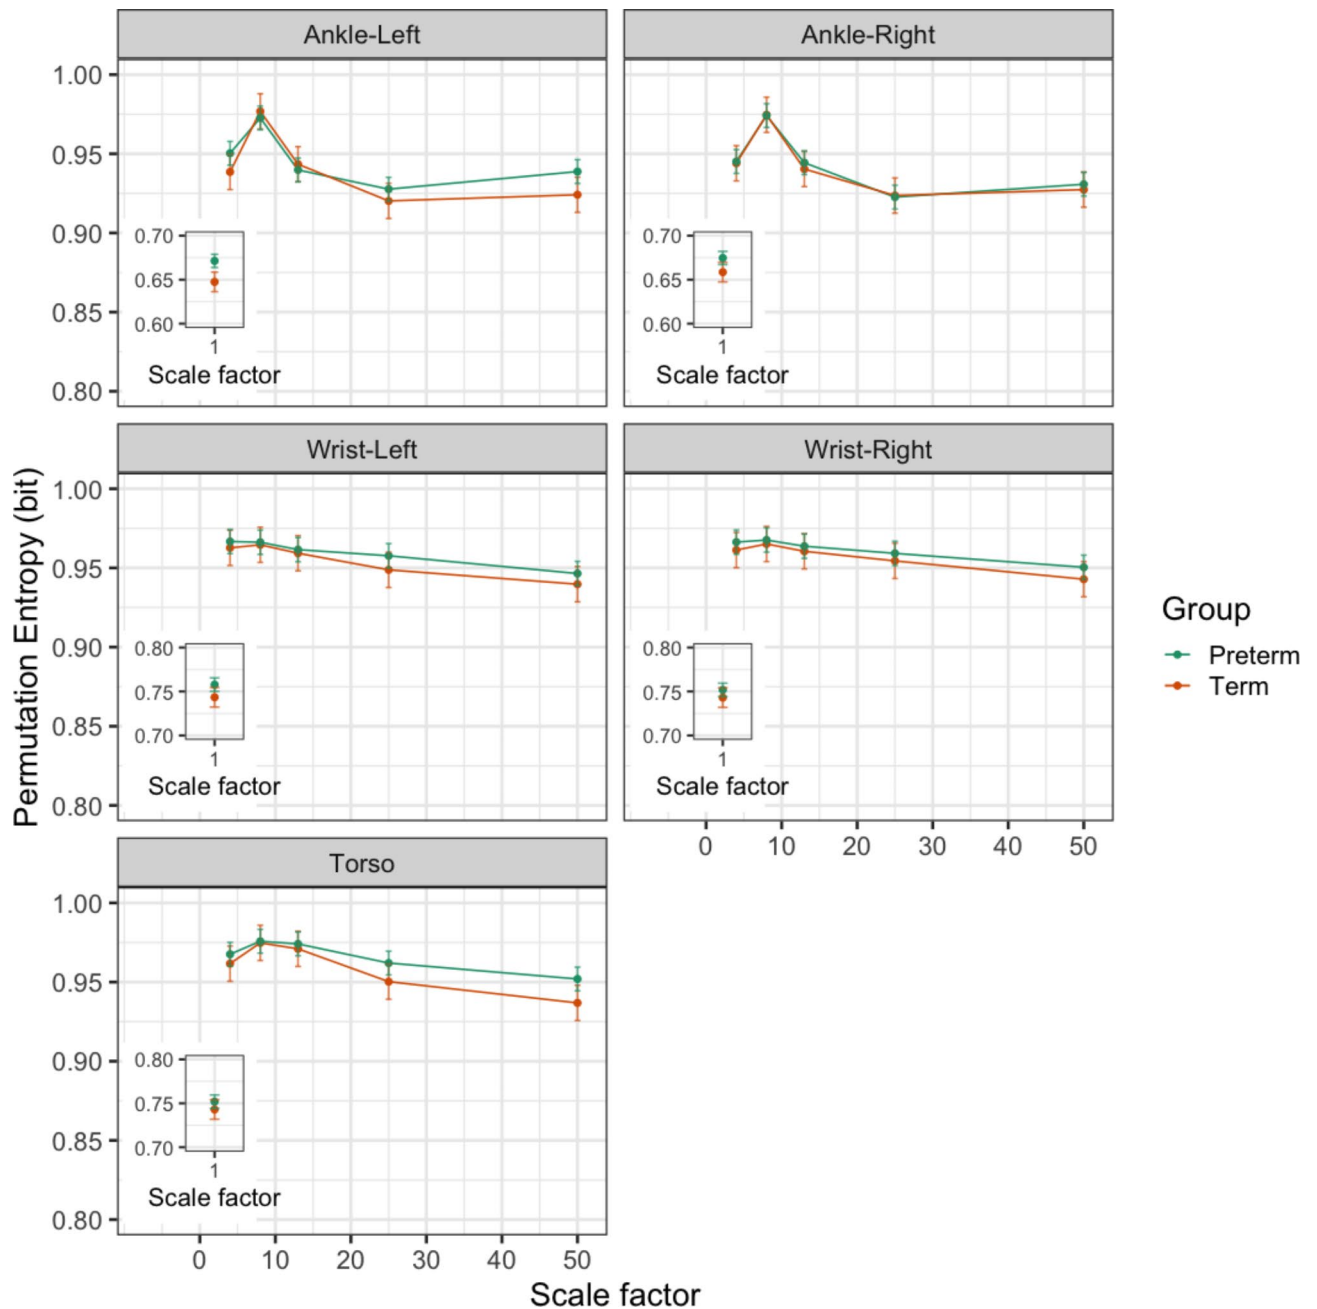 Ankle-Left
Ankle-Right
1.00
0.95
0.90
0.85
0.80
0.70
0.65
0.60
1
Scale factor
0.70
0.65
0.60
1
Scale factor
Wrist-Left
Wrist-Right
1.00
0.95
0.90
0.85
0.80
0.80
0.75
0.70
1
Scale factor
0.80
0.75
0.70
1
Scale factor
0 10 20 30 40 50
Permutation Entropy (bit)
Group
Preterm
Term
Torso
1.00
0.95
0.90
0.85
0.80
0.80
0.75
0.70
1
Scale factor
0 10 20 30 40 50
Scale factor